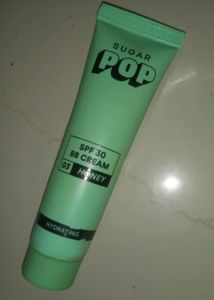 SUGAR
POP
SPF 30
BB CREAM
03 HONEY
HYDRATING